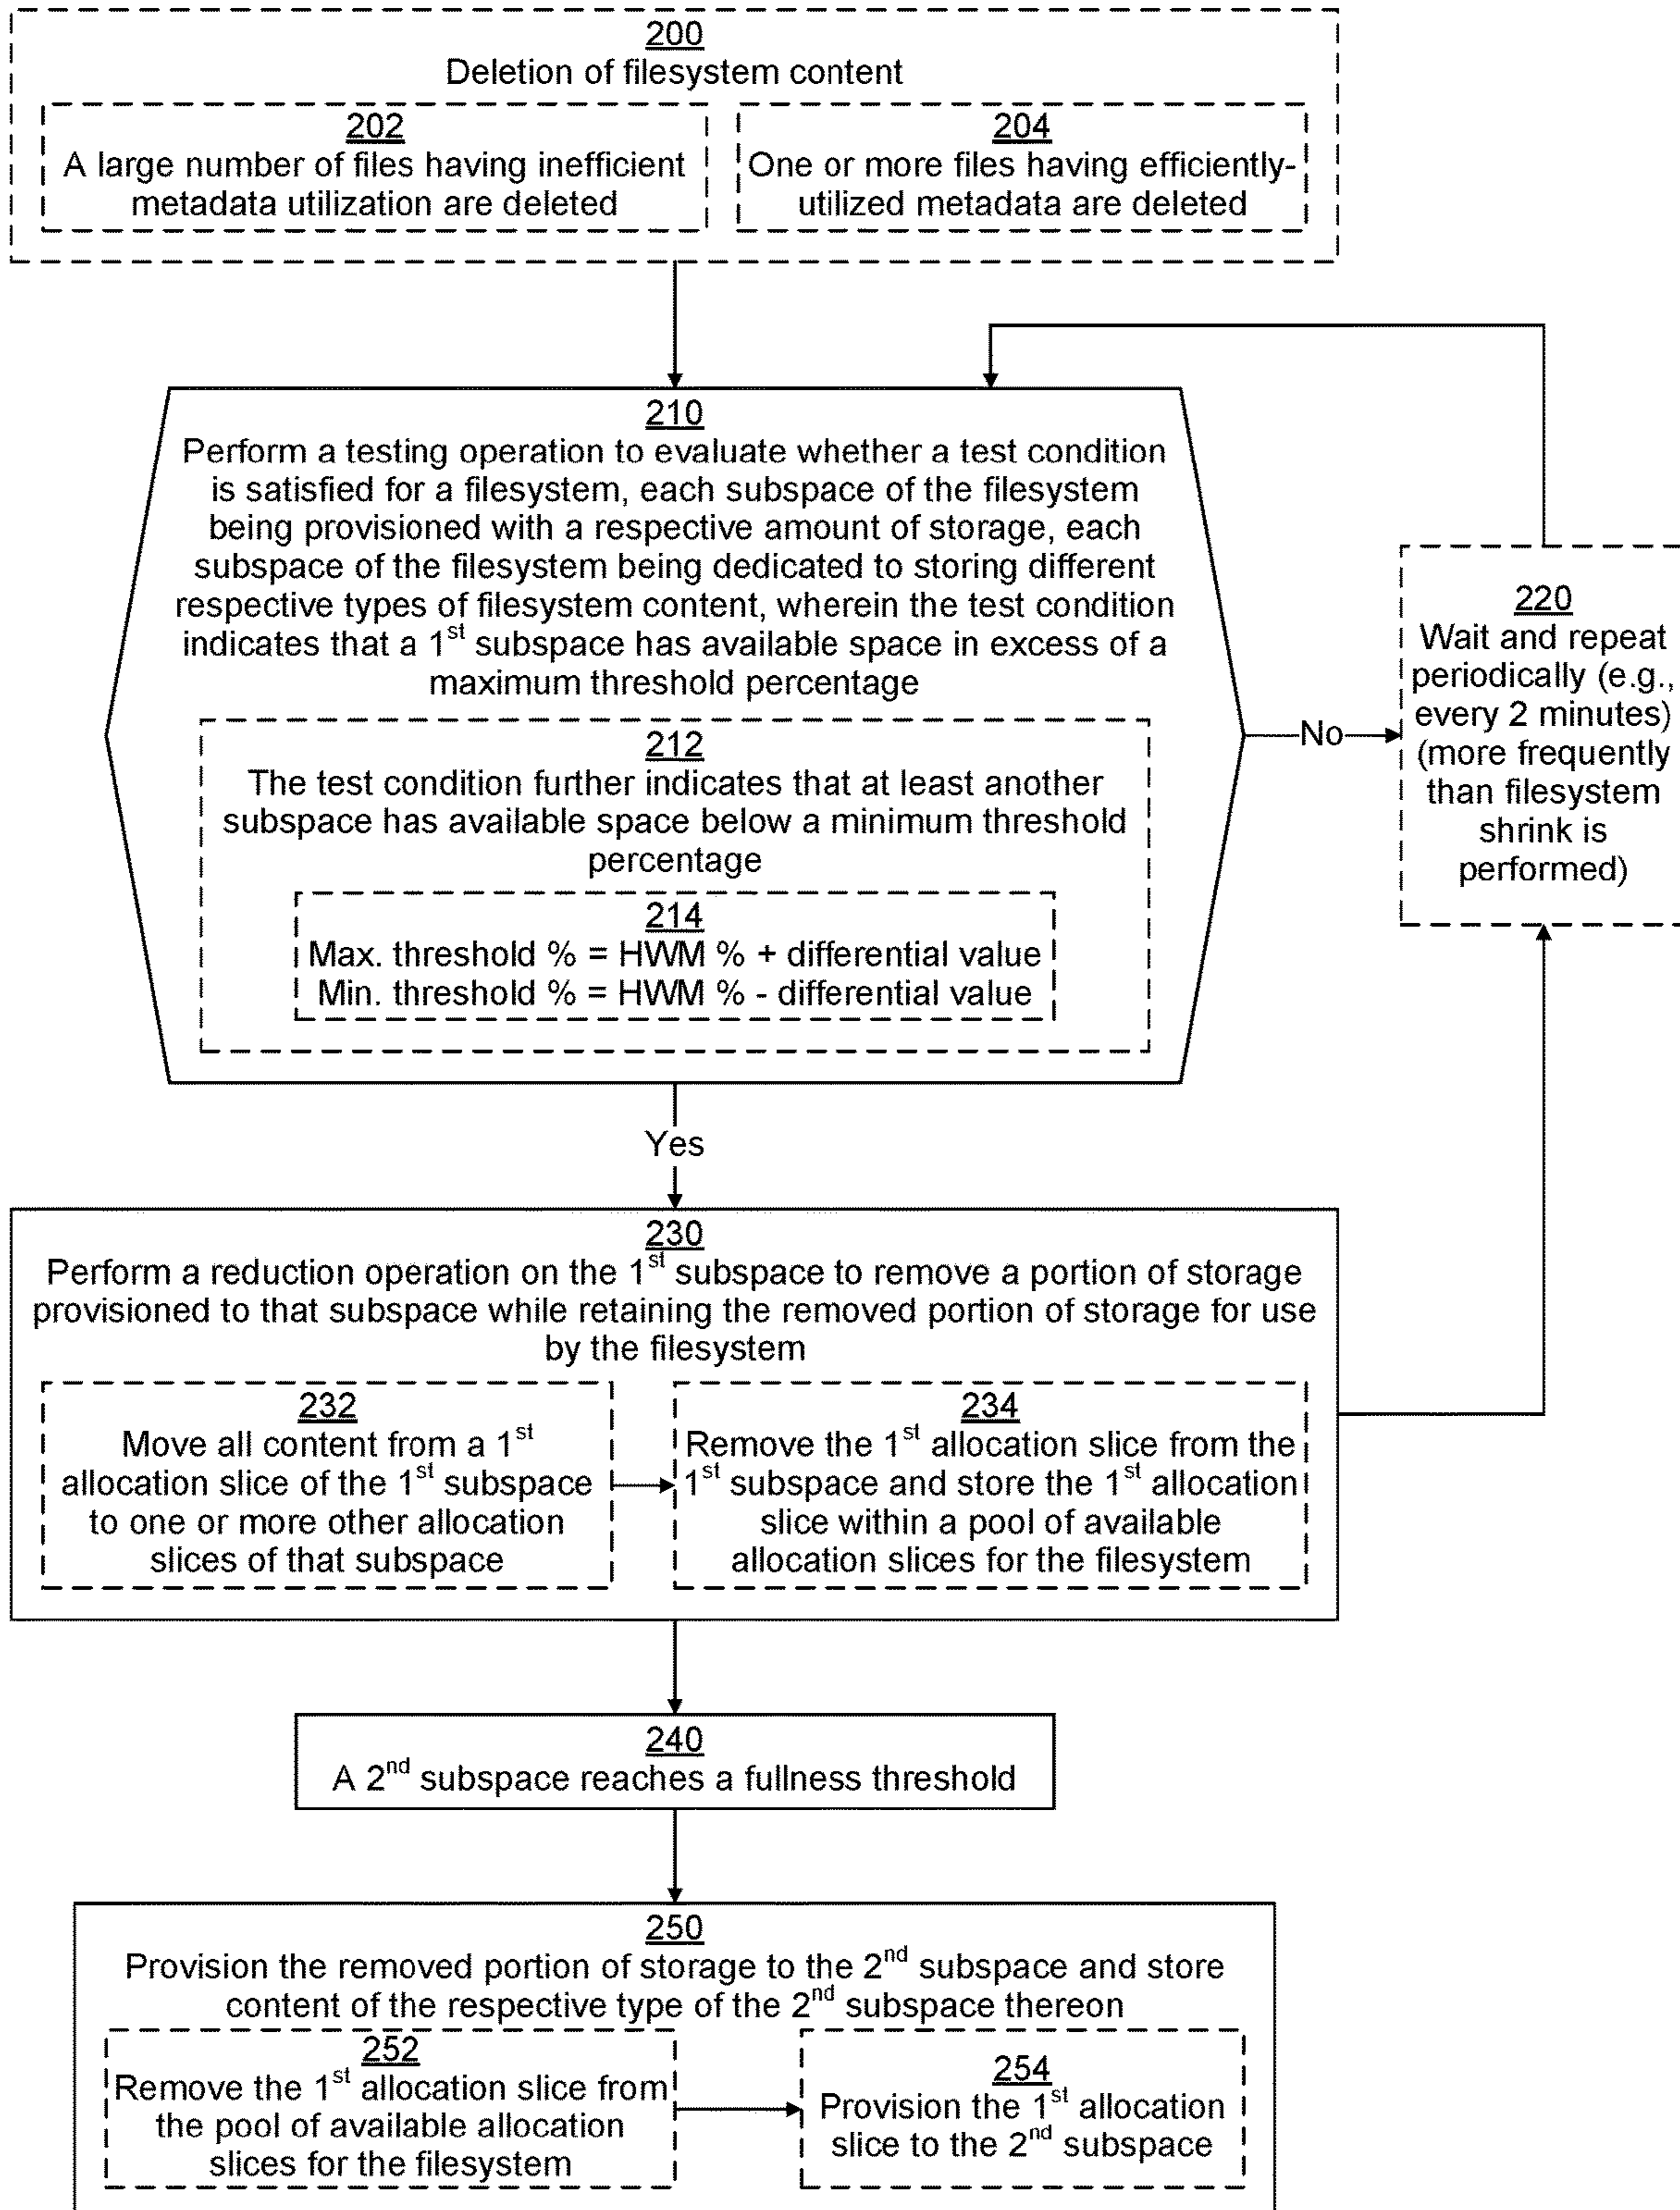 200
Deletion of filesystem content
202
A large number of files having inefficient
metadata utilization are deleted
204
One or more files having efficiently-
utilized metadata are deleted
210
Perform a testing operation to evaluate whether a test condition
is satisfied for a filesystem, each subspace of the filesystem
being provisioned with a respective amount of storage, each
subspace of the filesystem being dedicated to storing different
respective types of filesystem content, wherein the test condition
indicates that a 1st subspace has available space in excess of a
maximum threshold percentage
212
The test condition further indicates that at least another
subspace has available space below a minimum threshold
percentage
214
Max. threshold % = HWM % + differential value
Min. threshold % = HWM % - differential value
No
220
Wait and repeat
periodically (e.g.,
every 2 minutes)
(more frequently
than filesystem
shrink is
performed)
Yes
230
Perform a reduction operation on the 1st subspace to remove a portion of storage
provisioned to that subspace while retaining the removed portion of storage for use
by the filesystem
232
Move all content from a 1st
allocation slice of the 1st subspace
to one or more other allocation
slices of that subspace
234
Remove the 1st allocation slice from the
1st subspace and store the 1st allocation
slice within a pool of available
allocation slices for the filesystem
240
A 2nd subspace reaches a fullness threshold
250
Provision the removed portion of storage to the 2nd subspace and store
content of the respective type of the 2nd subspace thereon
252
Remove the 1st allocation slice from
the pool of available allocation
slices for the filesystem
254
Provision the 1st allocation
slice to the 2nd subspace